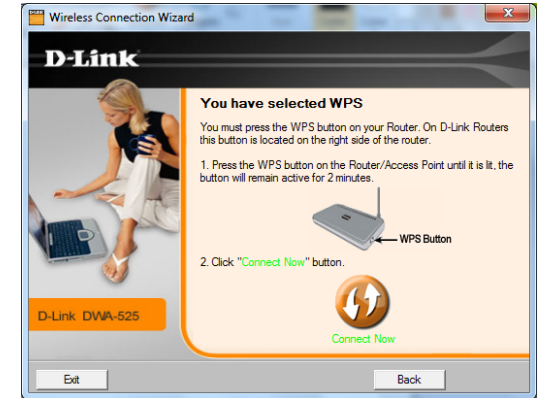 Wireless Connection Wizard
D-Link
You have selected WPS
You must press the WPS button on your Router. On D-Link Routers
this button is located on the right side of the router.
1. Press the WPS button on the Router/Access Point until it is lit, the
button will remain active for 2 minutes.
WPS Button
2. Click "Connect Now" button.
D-Link DWA-525
Connect Now
Exit
Back